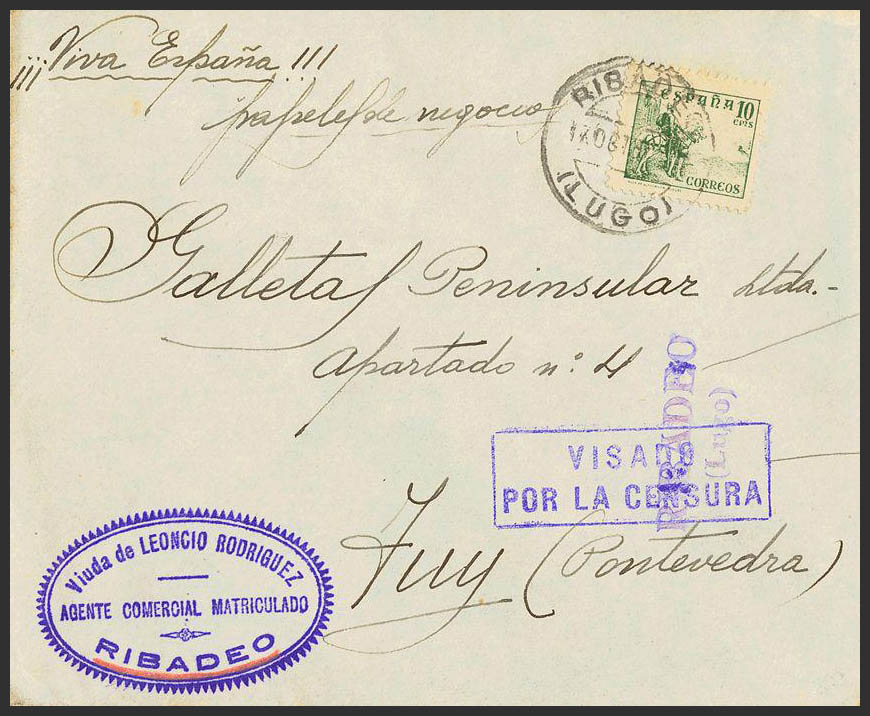 ¡¡¡Viva España!!!
papeles de negocio
RIBADEO
(LUGO)
ESPAÑA 10
CTS
CORREOS
Galletas Peninsular Ltda.-
Apartado nº 4
RIBADEO
(Lugo)
VISADO
POR LA CENSURA
Tuy (Pontevedra)
Viuda de LEONCIO RODRIGUEZ
AGENTE COMERCIAL MATRICULADO
RIBADEO